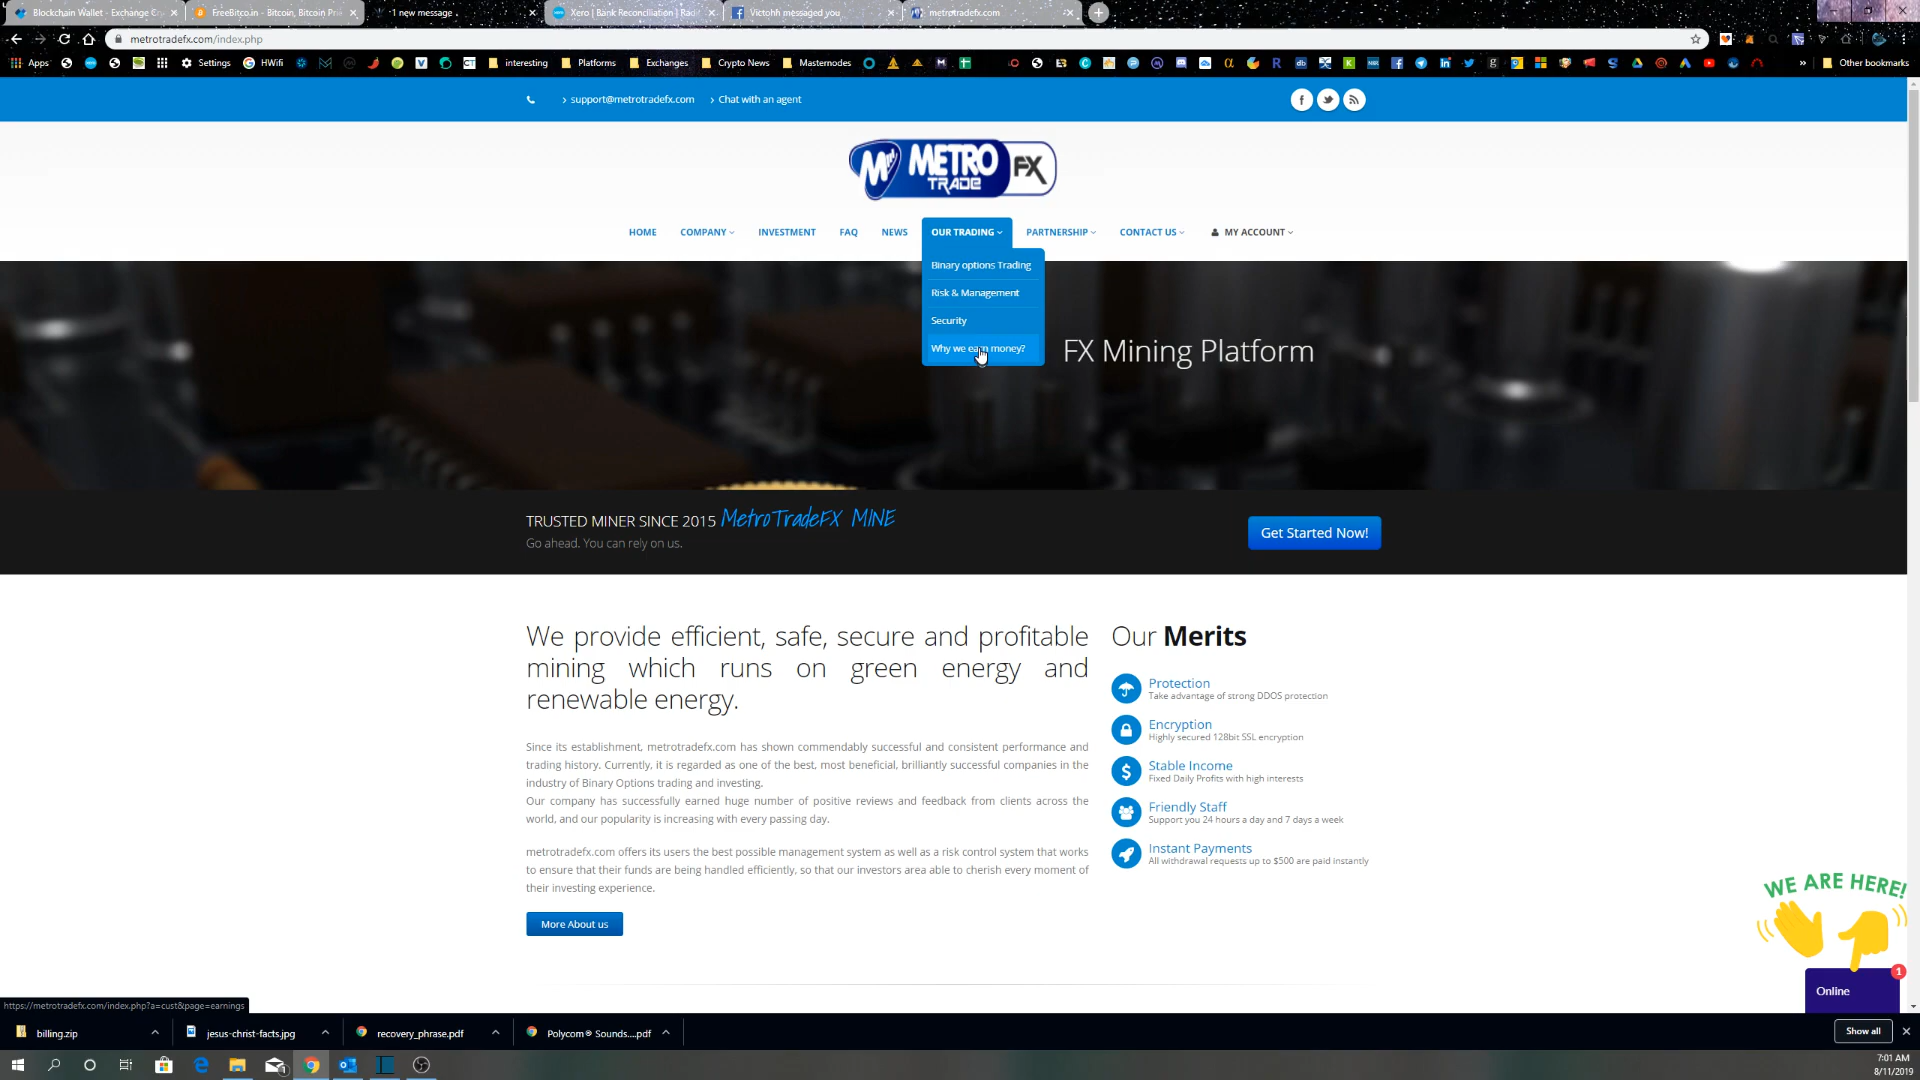 Blockchain Wallet - Exchange Cr
FreeBitco.in - Bitcoin, Bitcoin Pri
1 new message
Xero | Bank Reconciliation | Radi
Victohh messaged you
metrotradefx.com
metrotradefx.com/index.php
Apps
Settings
HWifi
interesting
Platforms
Exchanges
Crypto News
Masternodes
Other bookmarks
support@metrotradefx.com
Chat with an agent
M METRO TRADE FX
HOME
COMPANY
INVESTMENT
FAQ
NEWS
OUR TRADING
PARTNERSHIP
CONTACT US
MY ACCOUNT
Binary options Trading
Risk & Management
Security
Why we earn money?
FX Mining Platform
TRUSTED MINER SINCE 2015 MetroTradeFX MINE
Go ahead. You can rely on us.
Get Started Now!
We provide efficient, safe, secure and profitable
mining which runs on green energy and
renewable energy.
Since its establishment, metrotradefx.com has shown commendably successful and consistent performance and
trading history. Currently, it is regarded as one of the best, most beneficial, brilliantly successful companies in the
industry of Binary Options trading and investing.
Our company has successfully earned huge number of positive reviews and feedback from clients across the
world, and our popularity is increasing with every passing day.
metrotradefx.com offers its users the best possible management system as well as a risk control system that works
to ensure that their funds are being handled efficiently, so that our investors area able to cherish every moment of
their investing experience.
More About us
Our Merits
Protection
Take advantage of strong DDOS protection
Encryption
Highly secured 128bit SSL encryption
Stable Income
Fixed Daily Profits with high interests
Friendly Staff
Support you 24 hours a day and 7 days a week
Instant Payments
All withdrawal requests up to $500 are paid instantly
WE ARE HERE!
1
Online
https://metrotradefx.com/index.php?a=cust&page=earnings
billing.zip
jesus-christ-facts.jpg
recovery_phrase.pdf
Polycom® Sounds....pdf
Show all
7:01 AM
8/11/2019